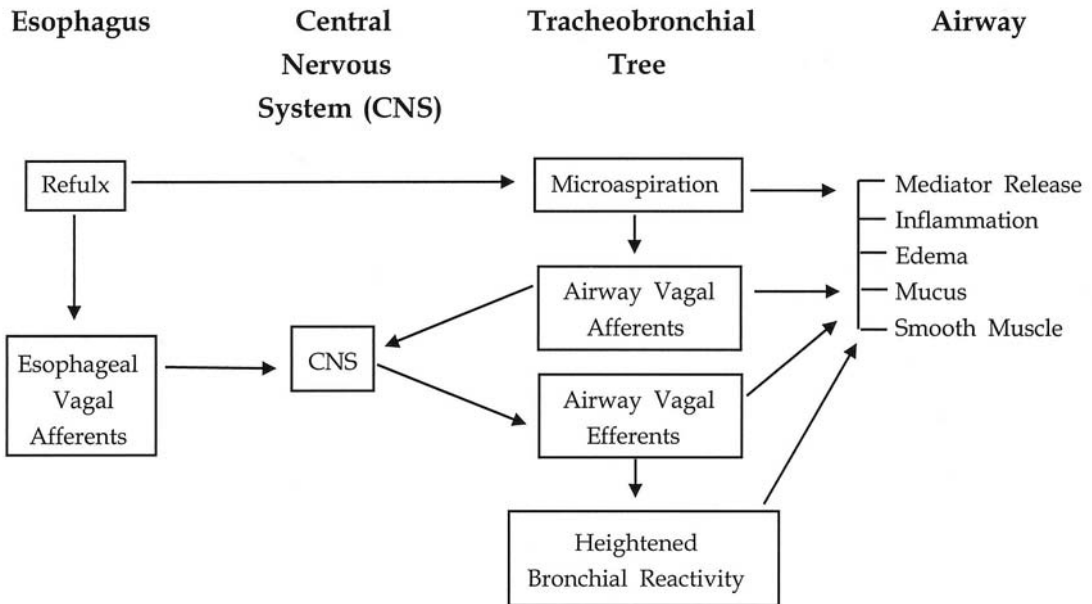 Esophagus
Central
Nervous
System (CNS)
Tracheobronchial
Tree
Airway
Refulx
Microaspiration
Mediator Release
Inflammation
Edema
Mucus
Smooth Muscle
Airway Vagal
Afferents
Esophageal
Vagal
Afferents
CNS
Airway Vagal
Efferents
Heightened
Bronchial Reactivity